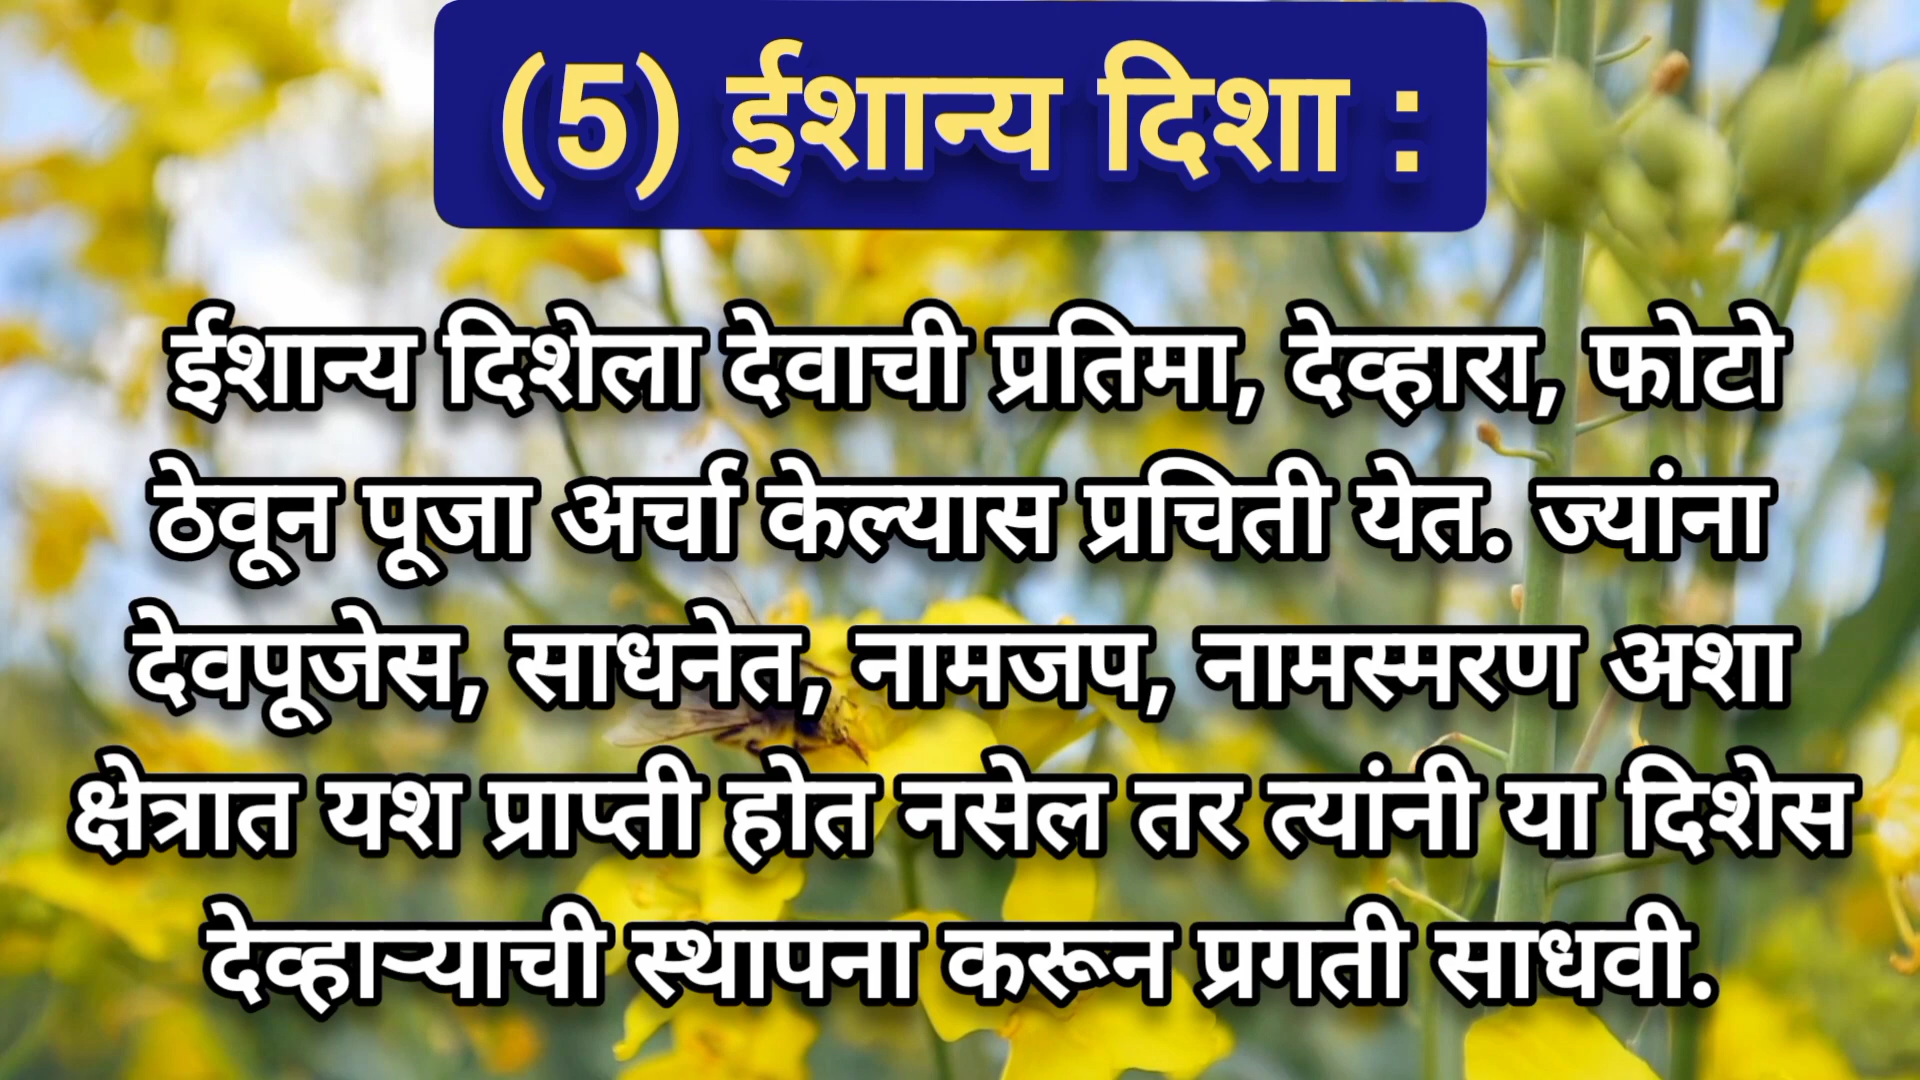 (5) ईशान्य दिशा :
ईशान्य दिशेला देवाची प्रतिमा, देव्हारा, फोटो
ठेवून पूजा अर्चा केल्यास प्रचिती येत. ज्यांना
देवपूजेस, साधनेत, नामजप, नामस्मरण अशा
क्षेत्रात यश प्राप्ती होत नसेल तर त्यांनी या दिशेस
देव्हाऱ्याची स्थापना करून प्रगती साधवी.